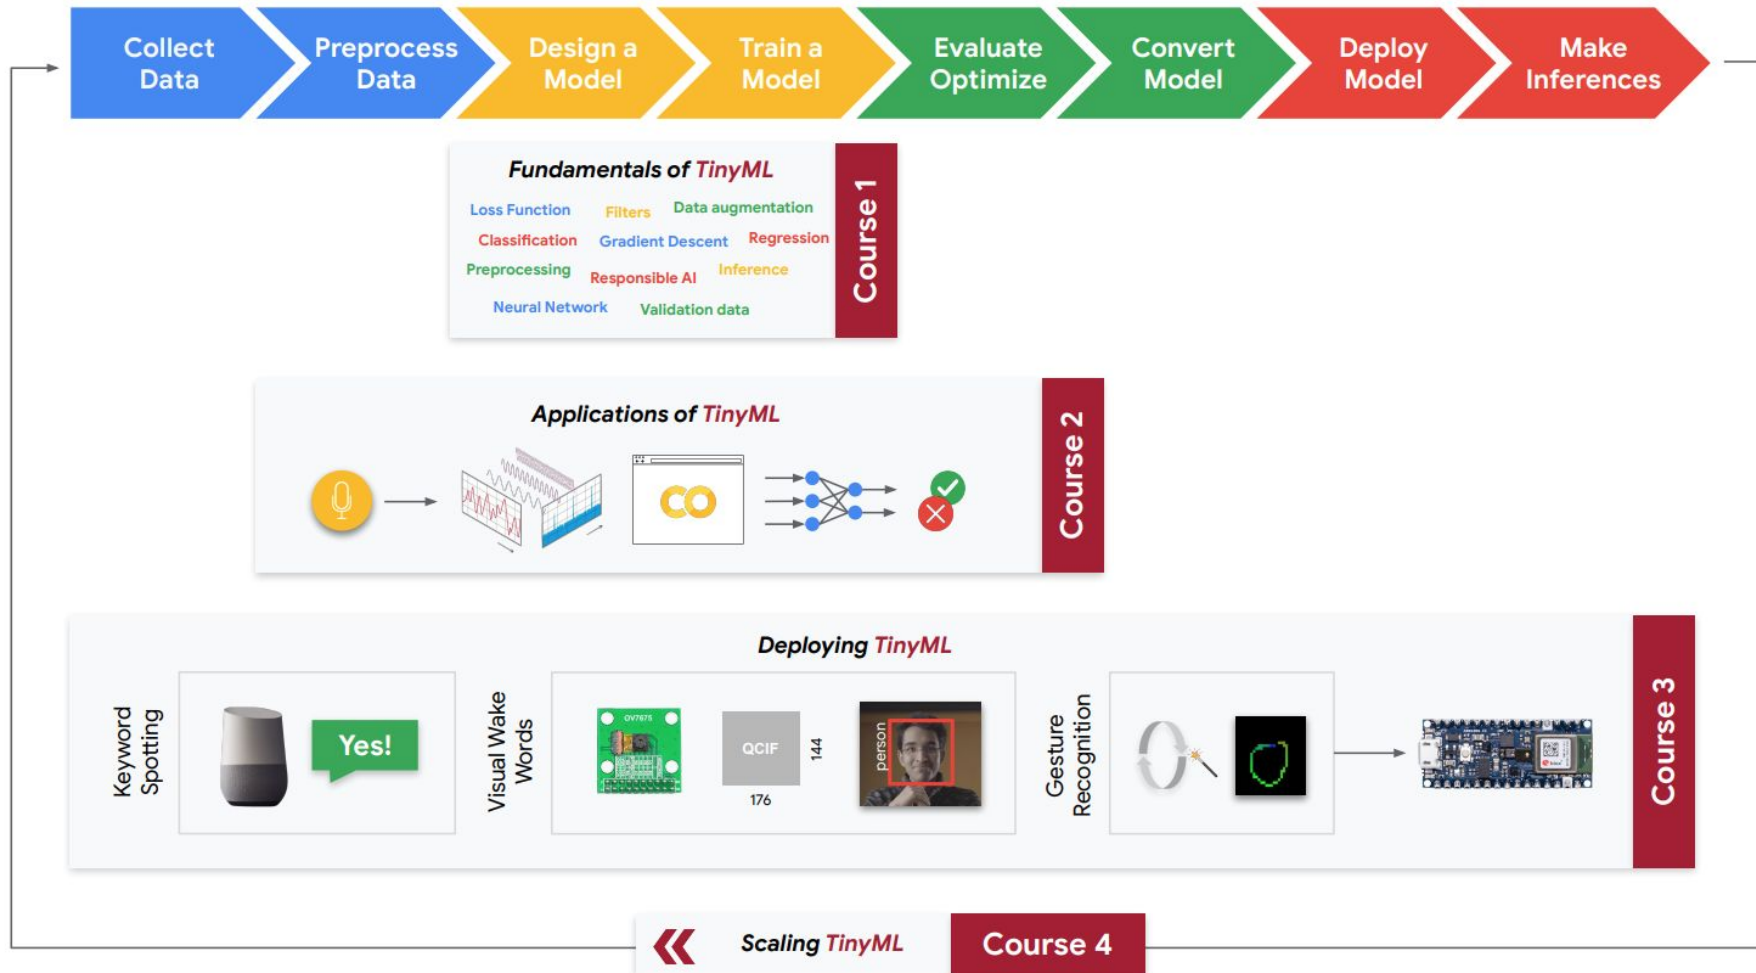 Collect
Data
Preprocess
Data
Design a
Model
Train a
Model
Evaluate
Optimize
Convert
Model
Deploy
Model
Make
Inferences
Fundamentals of TinyML
Loss Function
Filters
Data augmentation
Classification
Gradient Descent
Regression
Preprocessing
Responsible AI
Inference
Neural Network
Validation data
Course 1
Applications of TinyML
Course 2
Deploying TinyML
Keyword
Spotting
Yes!
Visual Wake
Words
OV7675
QCIF
144
176
person
Gesture
Recognition
Course 3
Scaling TinyML
Course 4